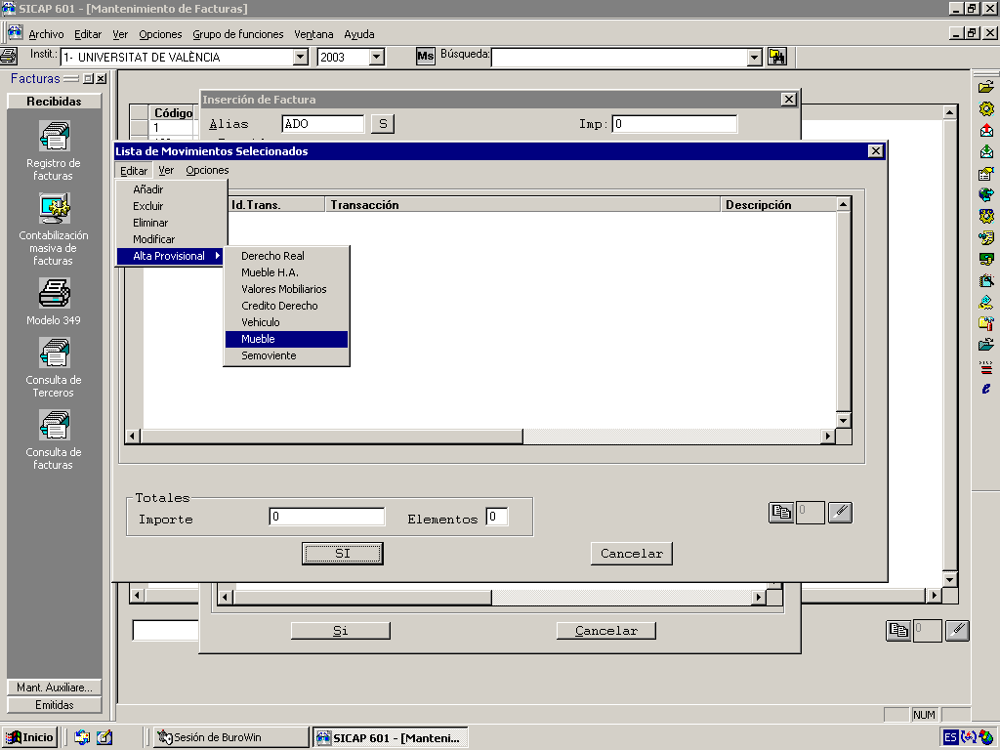 SICAP 601 - [Mantenimiento de Facturas]
Archivo Editar Ver Opciones Grupo de funciones Ventana Ayuda
Instit.: 1- UNIVERSITAT DE VALÈNCIA 2003 Ms Búsqueda:
Facturas
Recibidas
Registro de
facturas
Contabilización
masiva de
facturas
Modelo 349
Consulta de
Terceros
Consulta de
facturas
Mant. Auxiliare...
Emitidas
Código
1
Inserción de Factura
Alias ADO S Imp: 0
Lista de Movimientos Seleccionados
Editar Ver Opciones
Añadir
Excluir
Eliminar
Modificar
Alta Provisional
Id.Trans. Transacción Descripción
Derecho Real
Mueble H.A.
Valores Mobiliarios
Credito Derecho
Vehiculo
Mueble
Semoviente
Totales
Importe 0 Elementos 0
0
SI Cancelar
Si Cancelar
0
NUM
Inicio Sesión de BuroWin SICAP 601 - [Manteni... ES